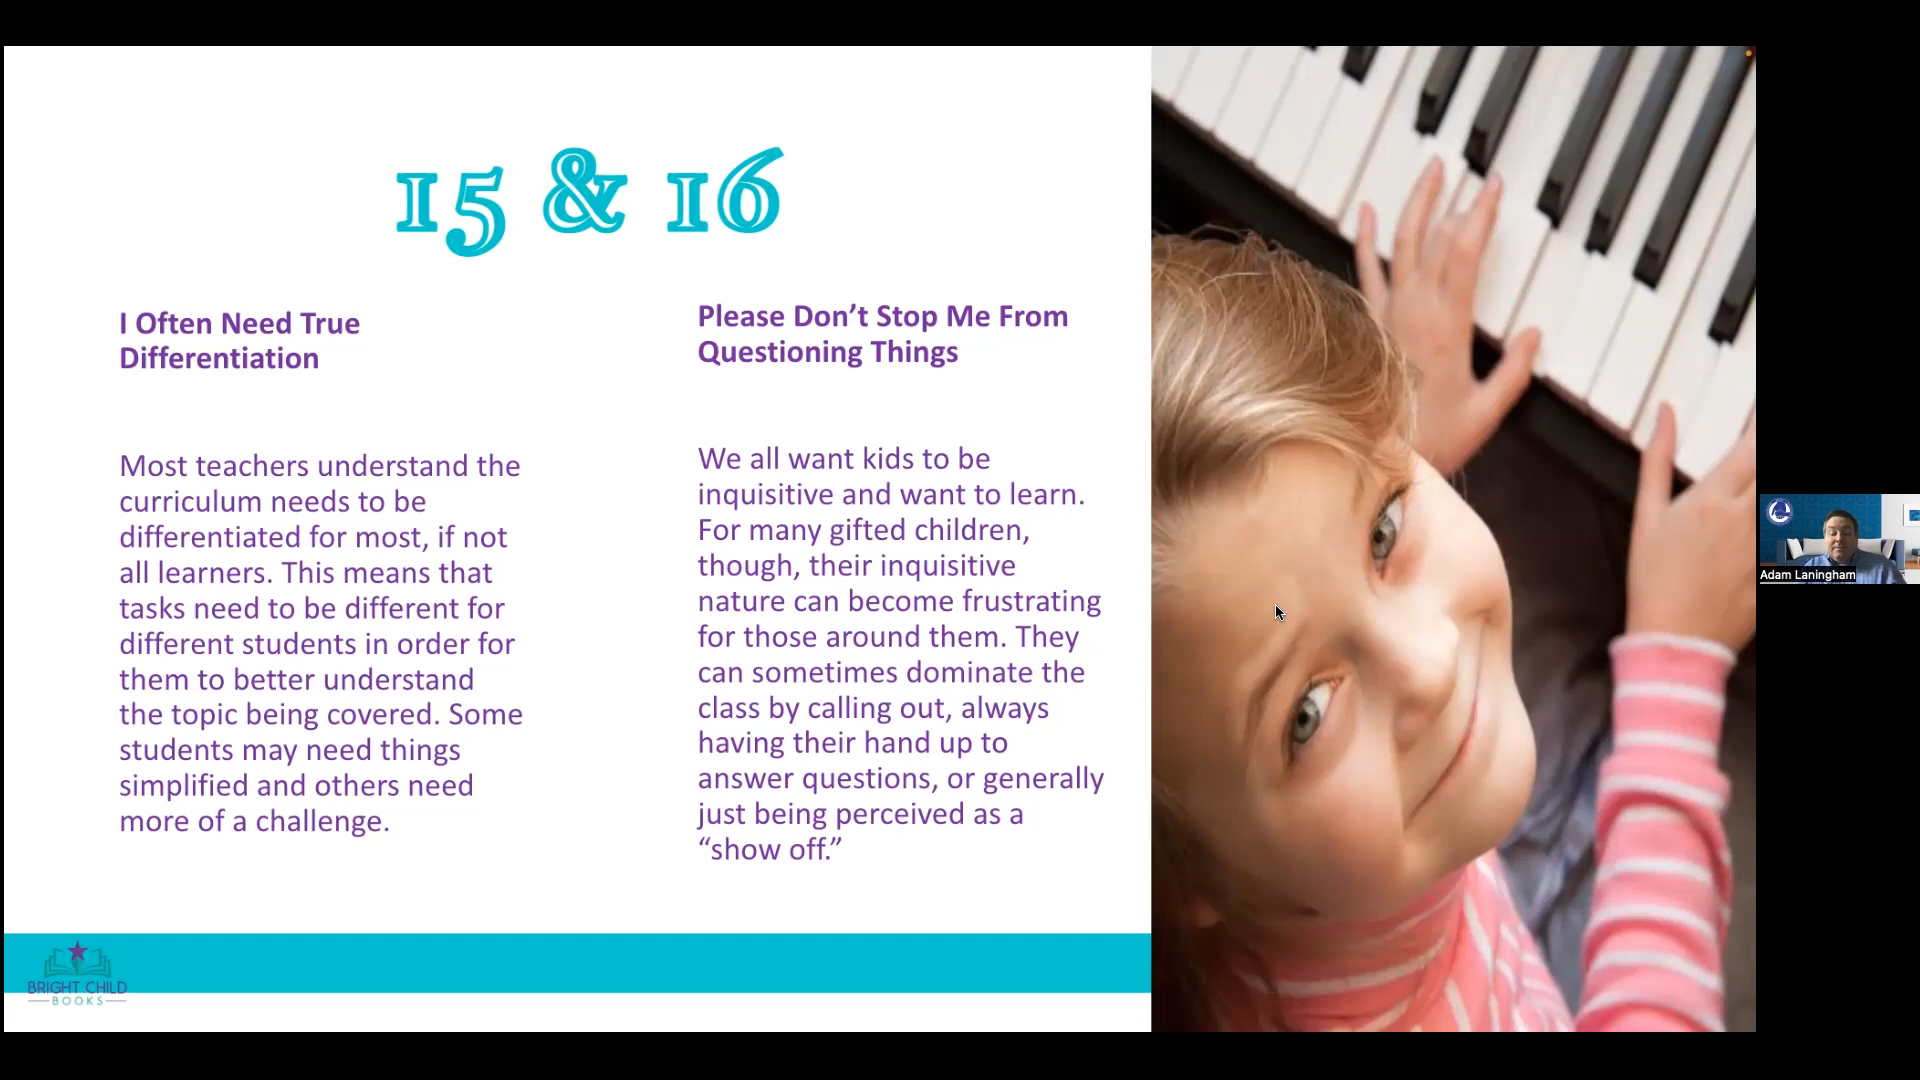 15 & 16
I Often Need True
Differentiation
Most teachers understand the
curriculum needs to be
differentiated for most, if not
all learners. This means that
tasks need to be different for
different students in order for
them to better understand
the topic being covered. Some
students may need things
simplified and others need
more of a challenge.
Please Don’t Stop Me From
Questioning Things
We all want kids to be
inquisitive and want to learn.
For many gifted children,
though, their inquisitive
nature can become frustrating
for those around them. They
can sometimes dominate the
class by calling out, always
having their hand up to
answer questions, or generally
just being perceived as a
“show off.”
BRIGHT CHILD
BOOKS
Adam Laningham